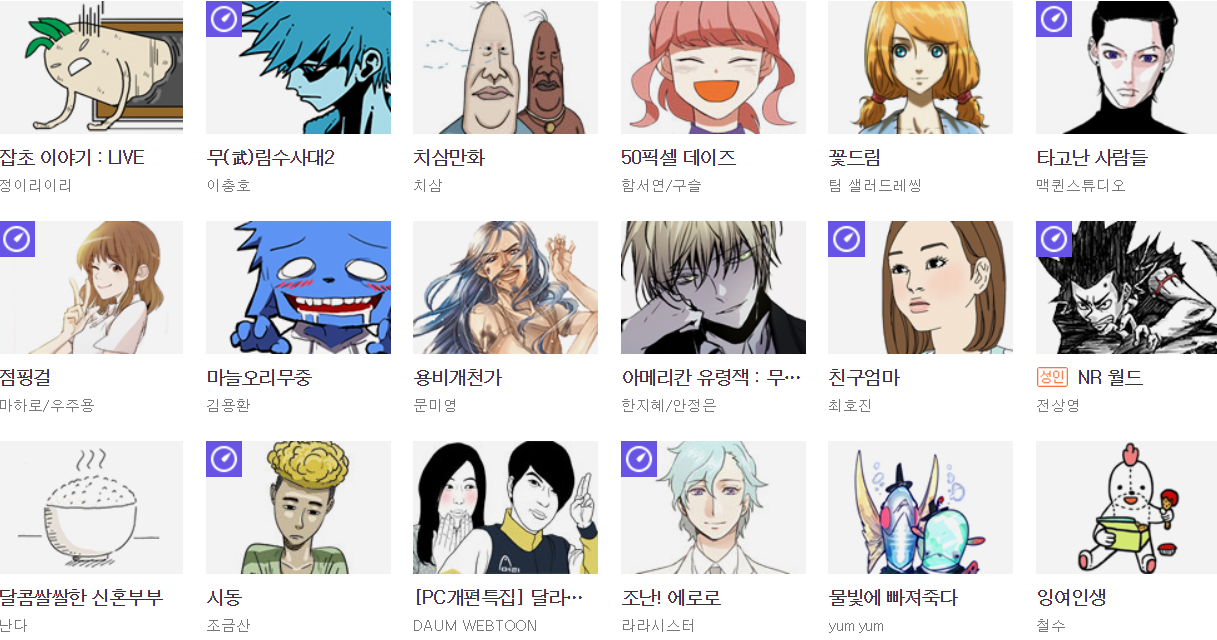 잡초 이야기 : LIVE
정이리이리
무(武)림수사대2
이충호
치삼만화
치삼
50픽셀 데이즈
함서연/구슬
꽃드림
팀 샐러드레씽
타고난 사람들
맥퀸스튜디오
점핑걸
마하로/우주용
마늘오리무중
김용환
용비개천가
문미영
아메리칸 유령잭 : 무…
한지혜/안정은
친구엄마
최호진
성인 NR 월드
전상영
달콤쌀쌀한 신혼부부
난다
시동
조금산
[PC개편특집] 달라…
DAUM WEBTOON
조난! 에로로
라라시스터
물빛에 빠져죽다
yum yum
잉여인생
철수